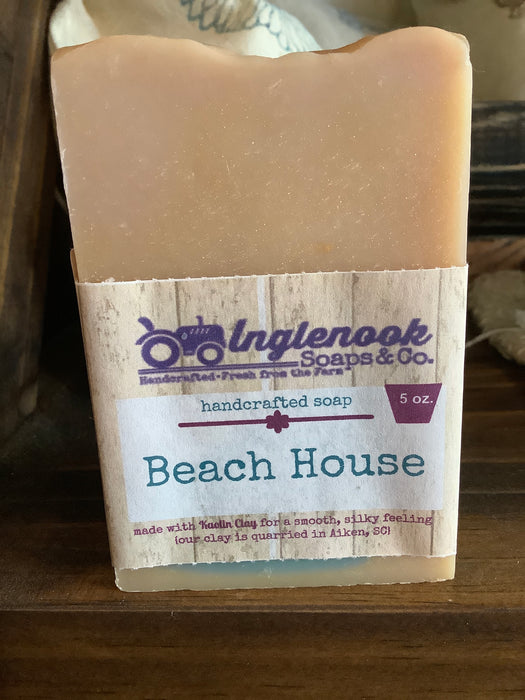 Inglenook
Soaps & Co.
Handcrafted • Fresh from the Farm
handcrafted soap
5 oz.
Beach House
made with Kaolin Clay for a smooth, silky feeling
{our clay is quarried in Aiken, SC}